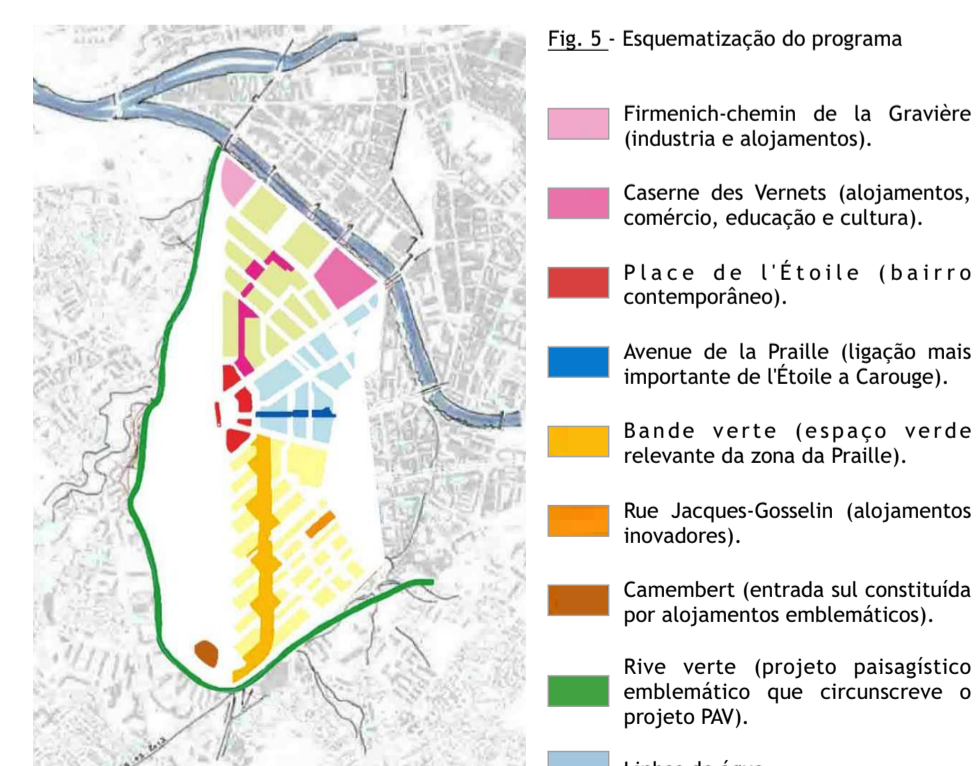 Fig. 5 - Esquematização do programa
Firmenich-chemin de la Gravière
(industria e alojamentos).
Caserne des Vernets (alojamentos,
comércio, educação e cultura).
Place de l'Étoile (bairro
contemporâneo).
Avenue de la Praille (ligação mais
importante de l'Étoile a Carouge).
Bande verte (espaço verde
relevante da zona da Praille).
Rue Jacques-Gosselin (alojamentos
inovadores).
Camembert (entrada sul constituída
por alojamentos emblemáticos).
Rive verte (projeto paisagístico
emblemático que circunscreve o
projeto PAV).